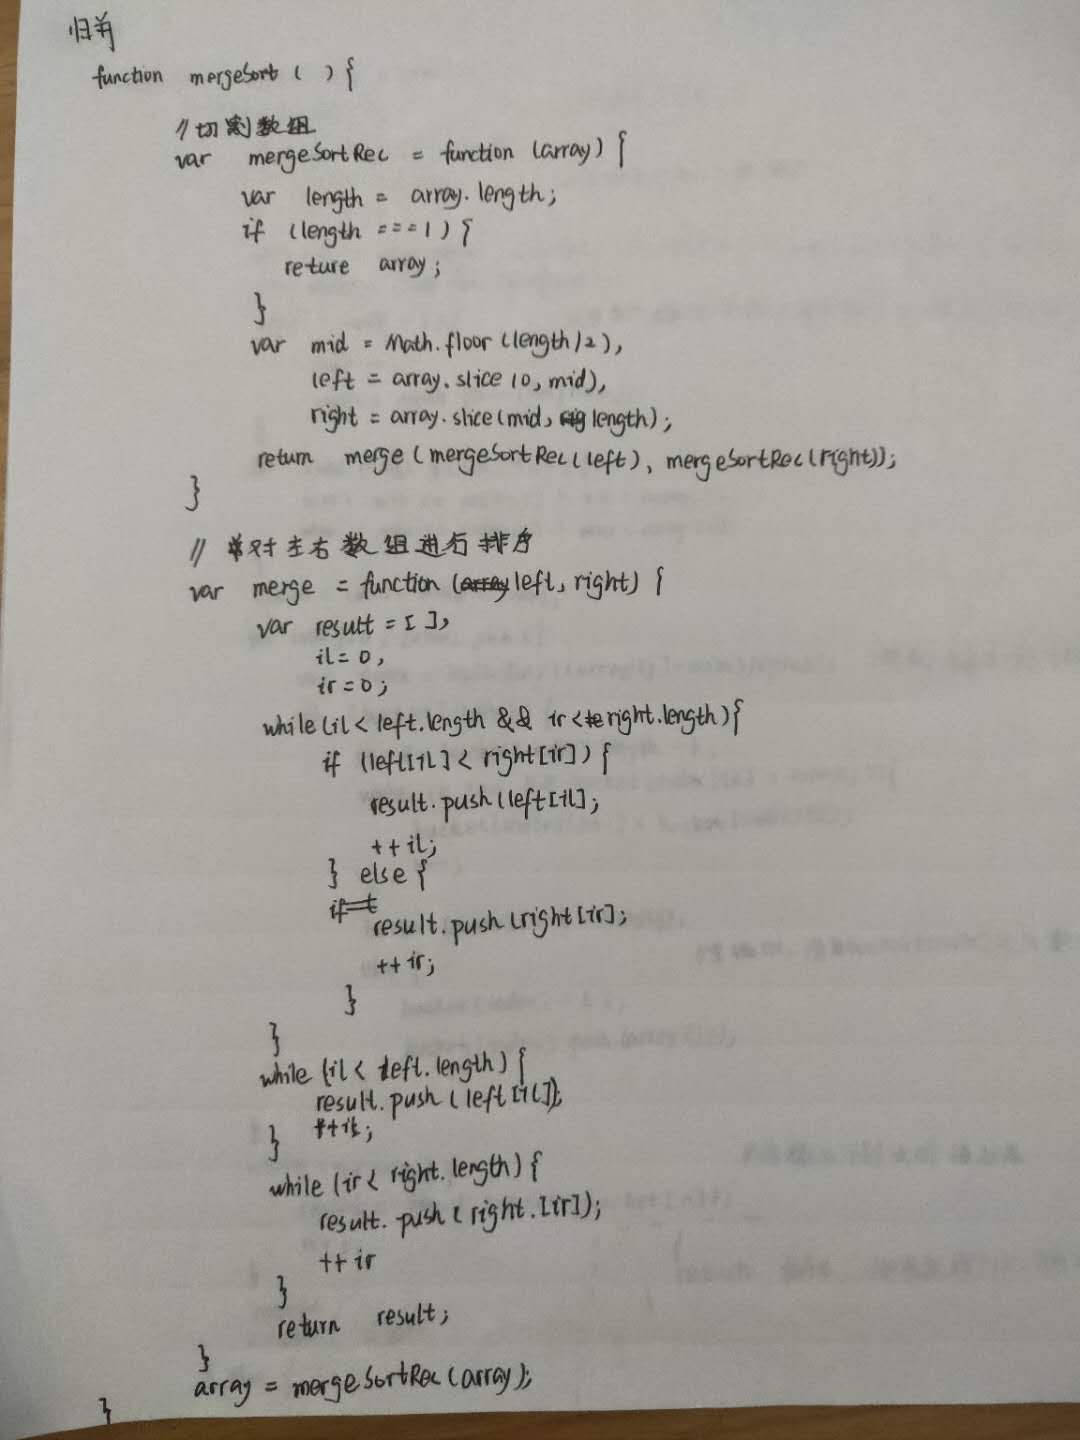 归并
function mergeSort ( ) {
//切割数组
var mergeSortRec = function (array) {
var length = array.length;
if (length === 1) {
reture array;
}
var mid = Math.floor (length/2),
left = array.slice (0, mid),
right = array.slice (mid, length);
return merge (mergeSortRec (left), mergeSortRec (right));
}
// 对左右数组进行排序
var merge = function (left, right) {
var result = [ ],
il = 0,
ir = 0;
while (il < left.length && ir < right.length) {
if (left[il] < right[ir]) {
result.push (left[il];
++il;
} else {
result.push (right[ir];
++ir;
}
}
while (il < left.length) {
result.push (left[il]);
++il;
}
while (ir < right.length) {
result.push (right.[ir]);
++ir
}
return result;
}
array = mergeSortRec (array);
}